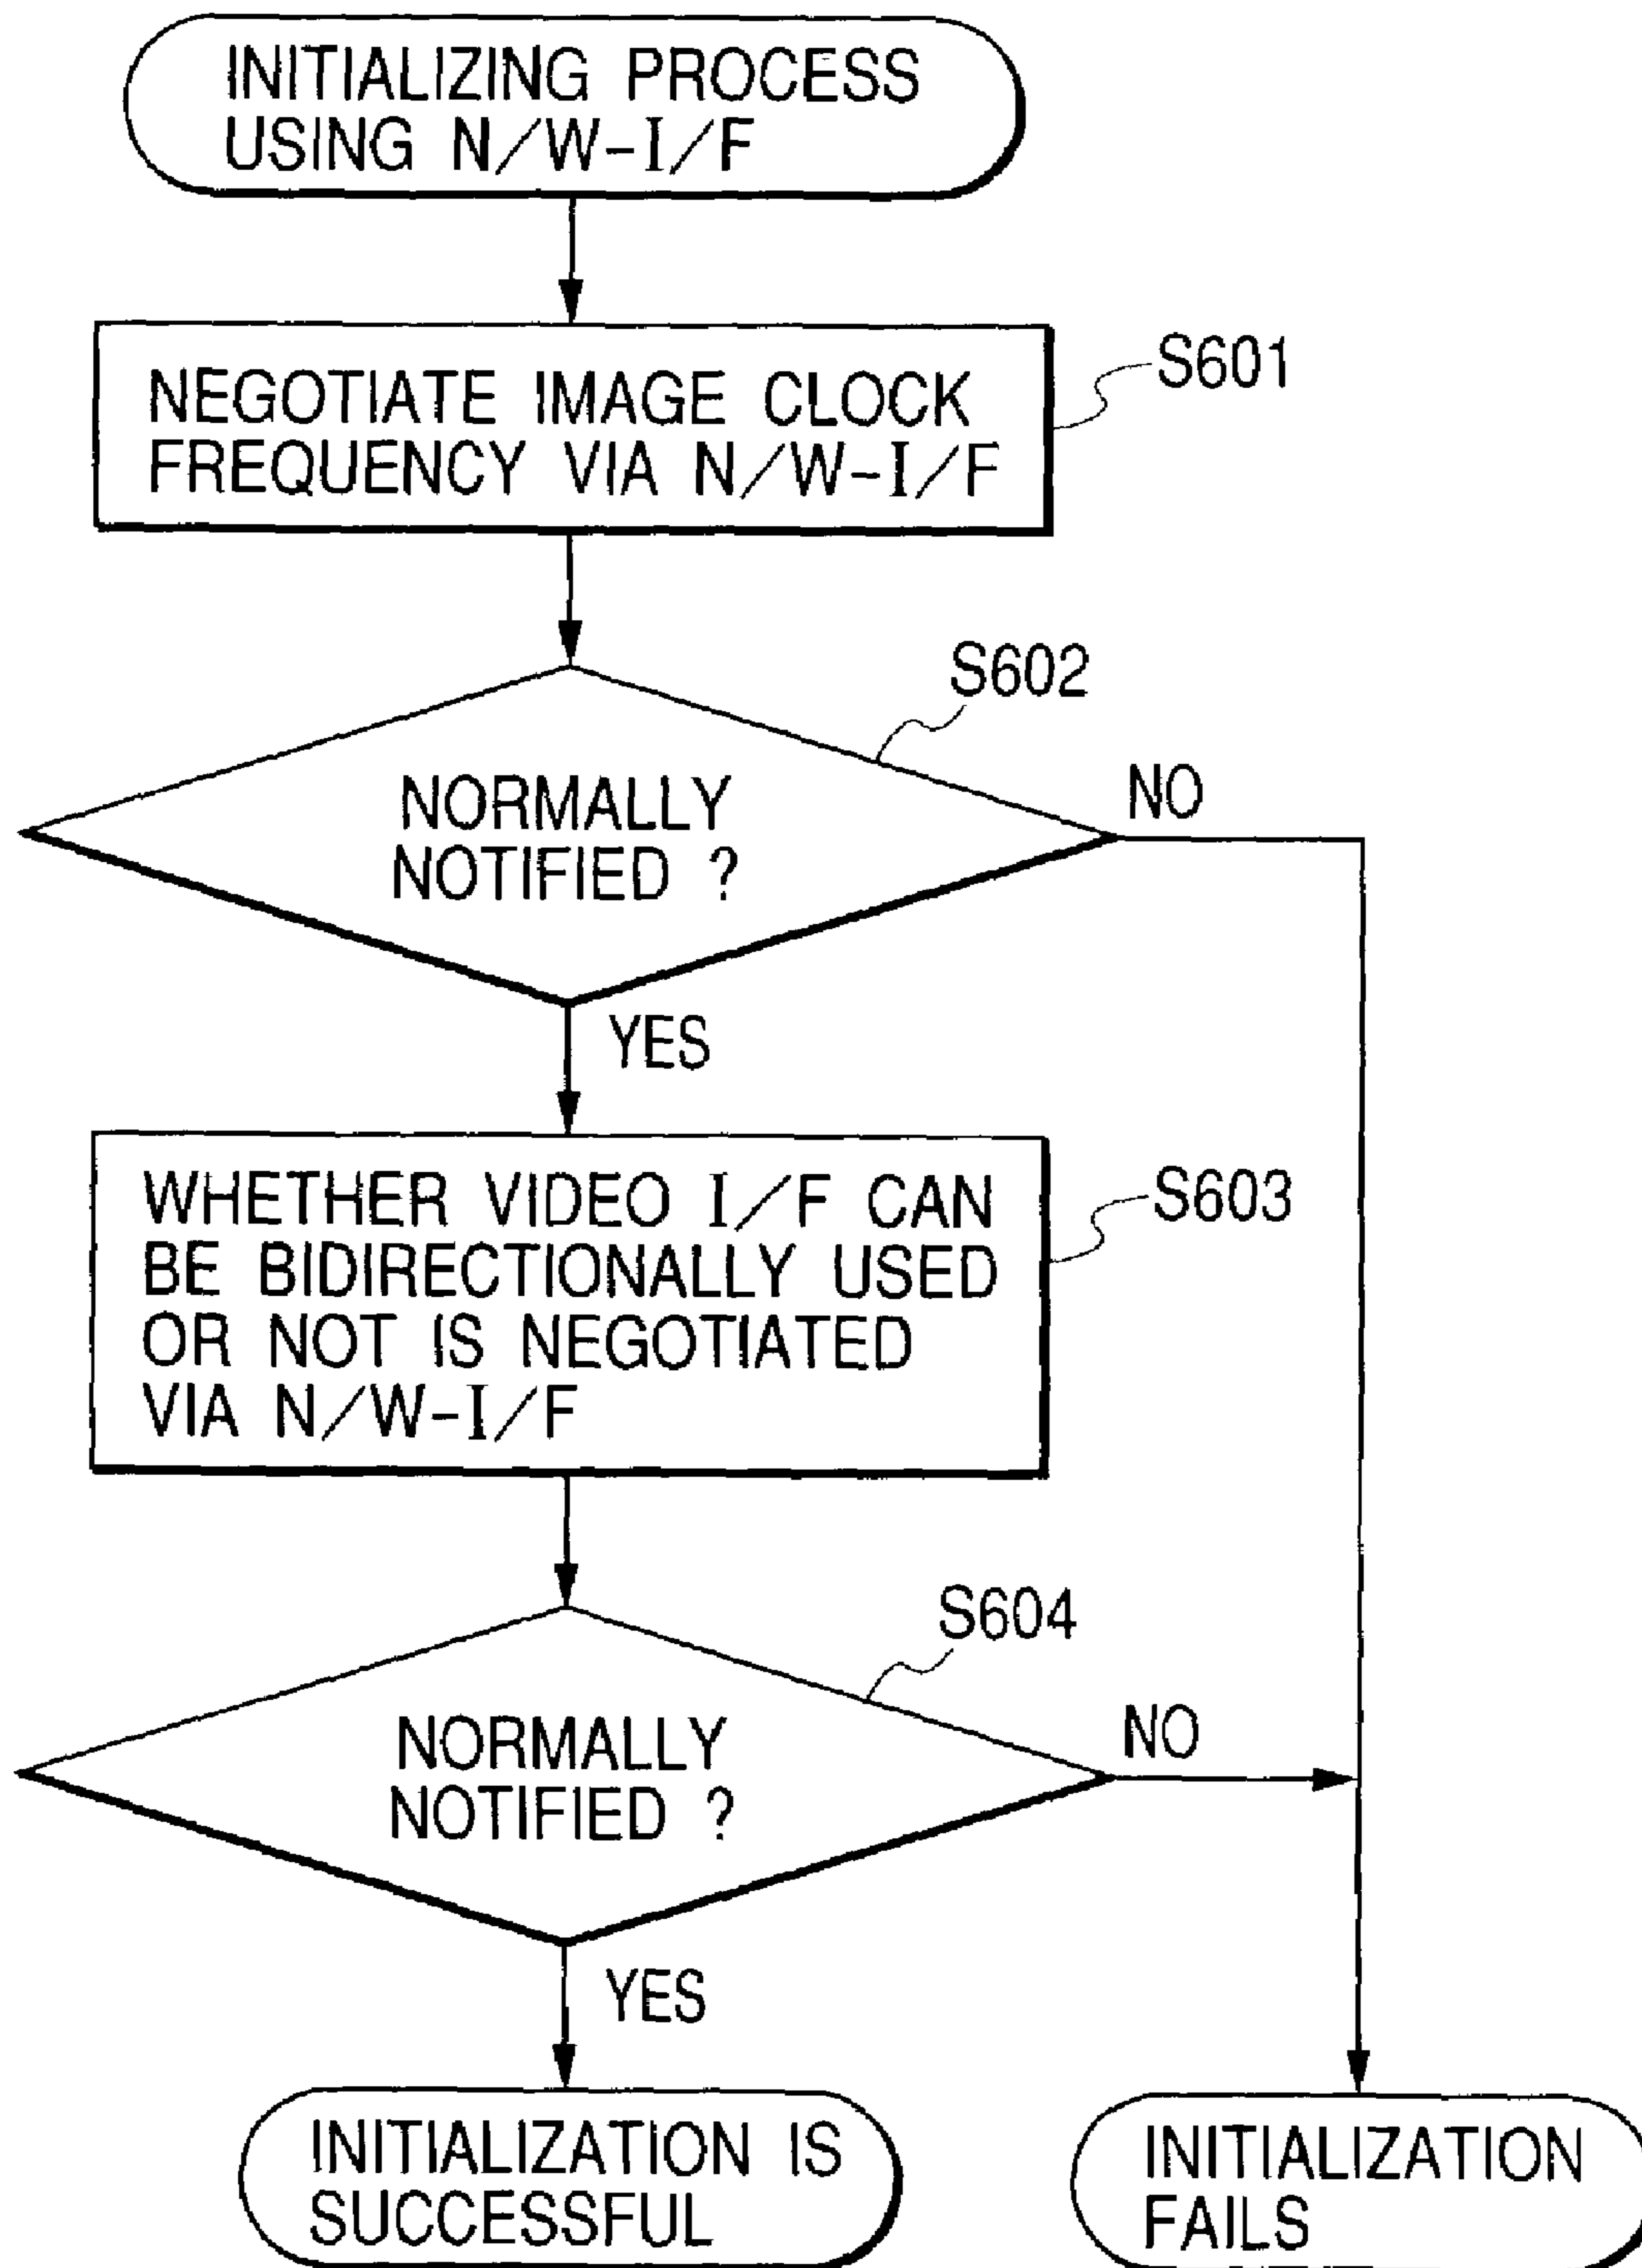 INITIALIZING PROCESS
USING N/W-I/F
NEGOTIATE IMAGE CLOCK
FREQUENCY VIA N/W-I/F
S601
S602
NORMALLY
NOTIFIED ?
NO
YES
WHETHER VIDEO I/F CAN
BE BIDIRECTIONALLY USED
OR NOT IS NEGOTIATED
VIA N/W-I/F
S603
S604
NORMALLY
NOTIFIED ?
NO
YES
INITIALIZATION IS
SUCCESSFUL
INITIALIZATION
FAILS